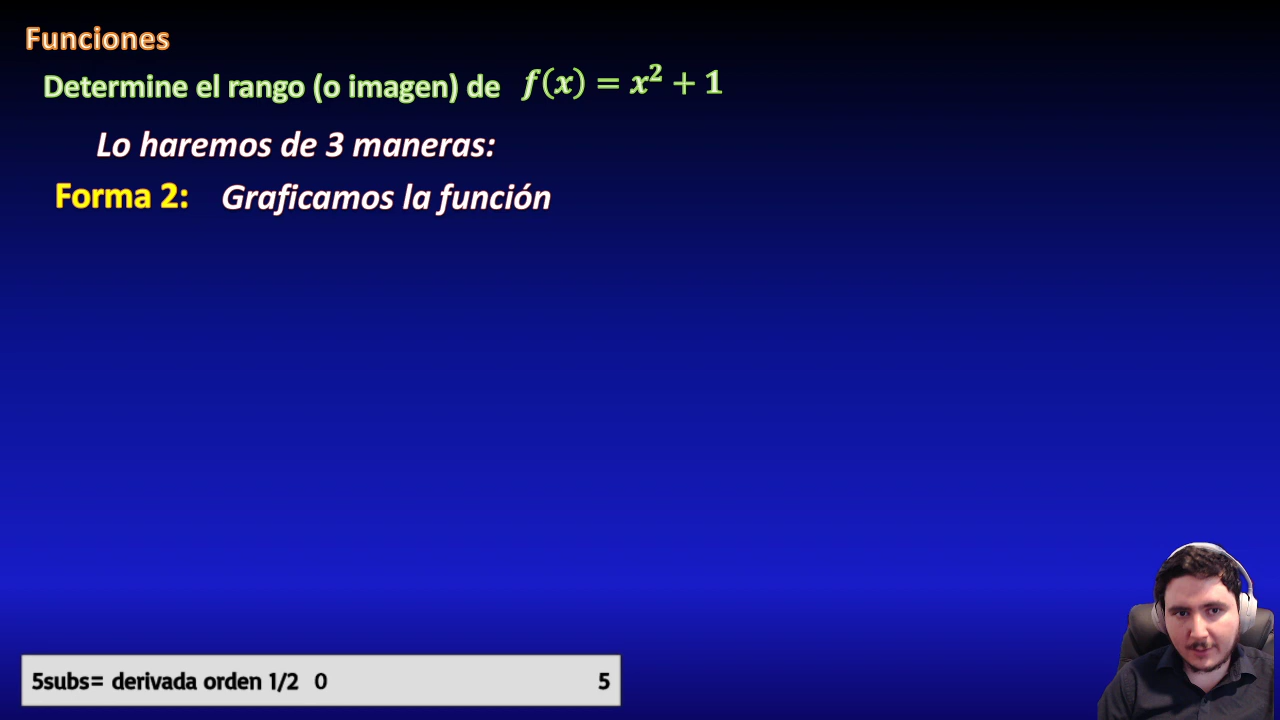 Funciones
Determine el rango (o imagen) de f(x) = x² + 1
Lo haremos de 3 maneras:
Forma 2: Graficamos la función
5subs= derivada orden 1/2 0 5